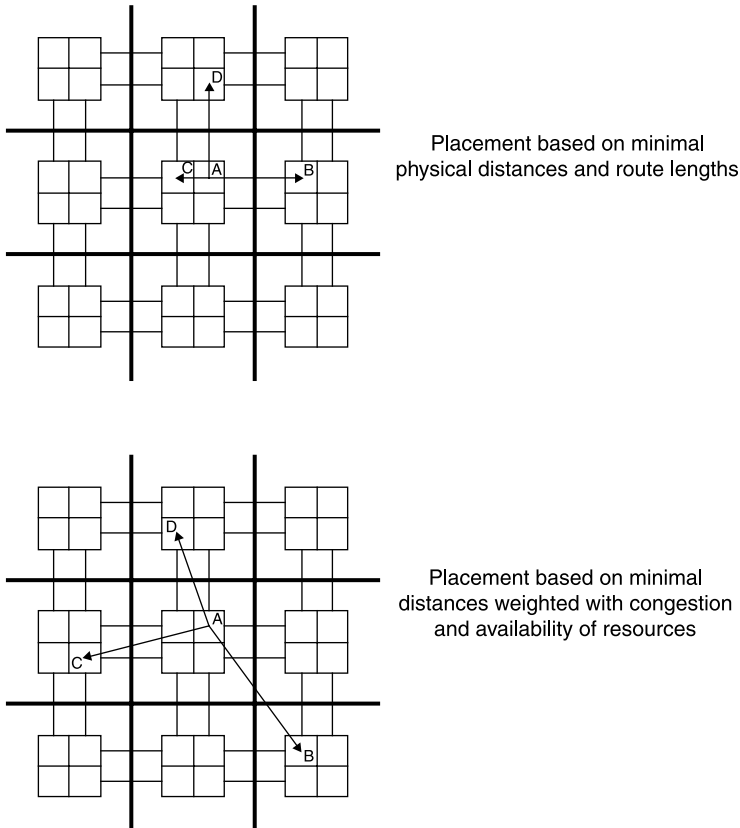 D
C A B
Placement based on minimal
physical distances and route lengths
D
A
C
B
Placement based on minimal
distances weighted with congestion
and availability of resources